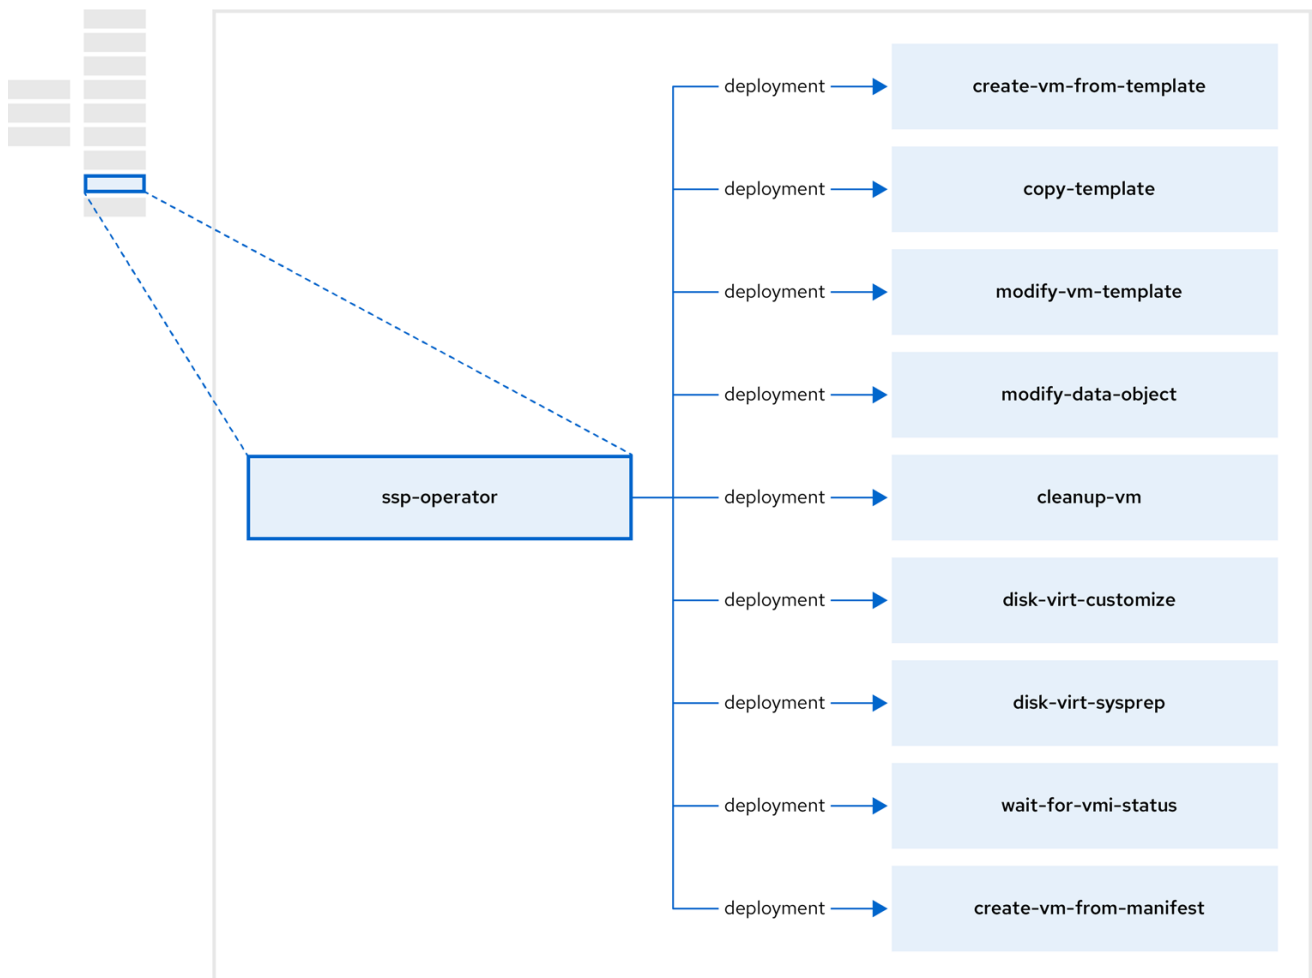 deployment
create-vm-from-template
deployment
copy-template
deployment
modify-vm-template
deployment
modify-data-object
ssp-operator
deployment
cleanup-vm
deployment
disk-virt-customize
deployment
disk-virt-sysprep
deployment
wait-for-vmi-status
deployment
create-vm-from-manifest